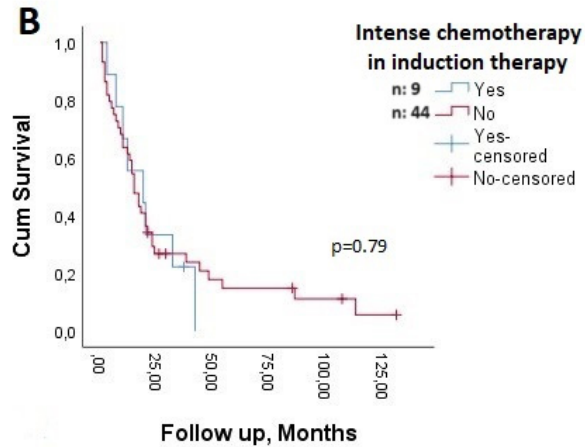 B
Intense chemotherapy
in induction therapy
n: 9 Yes
n: 44 No
Yes-
censored
No-censored
Cum Survival
1,0
0,8
0,6
0,4
0,2
0,0
p=0.79
,00
25,00
50,00
75,00
100,00
125,00
Follow up, Months